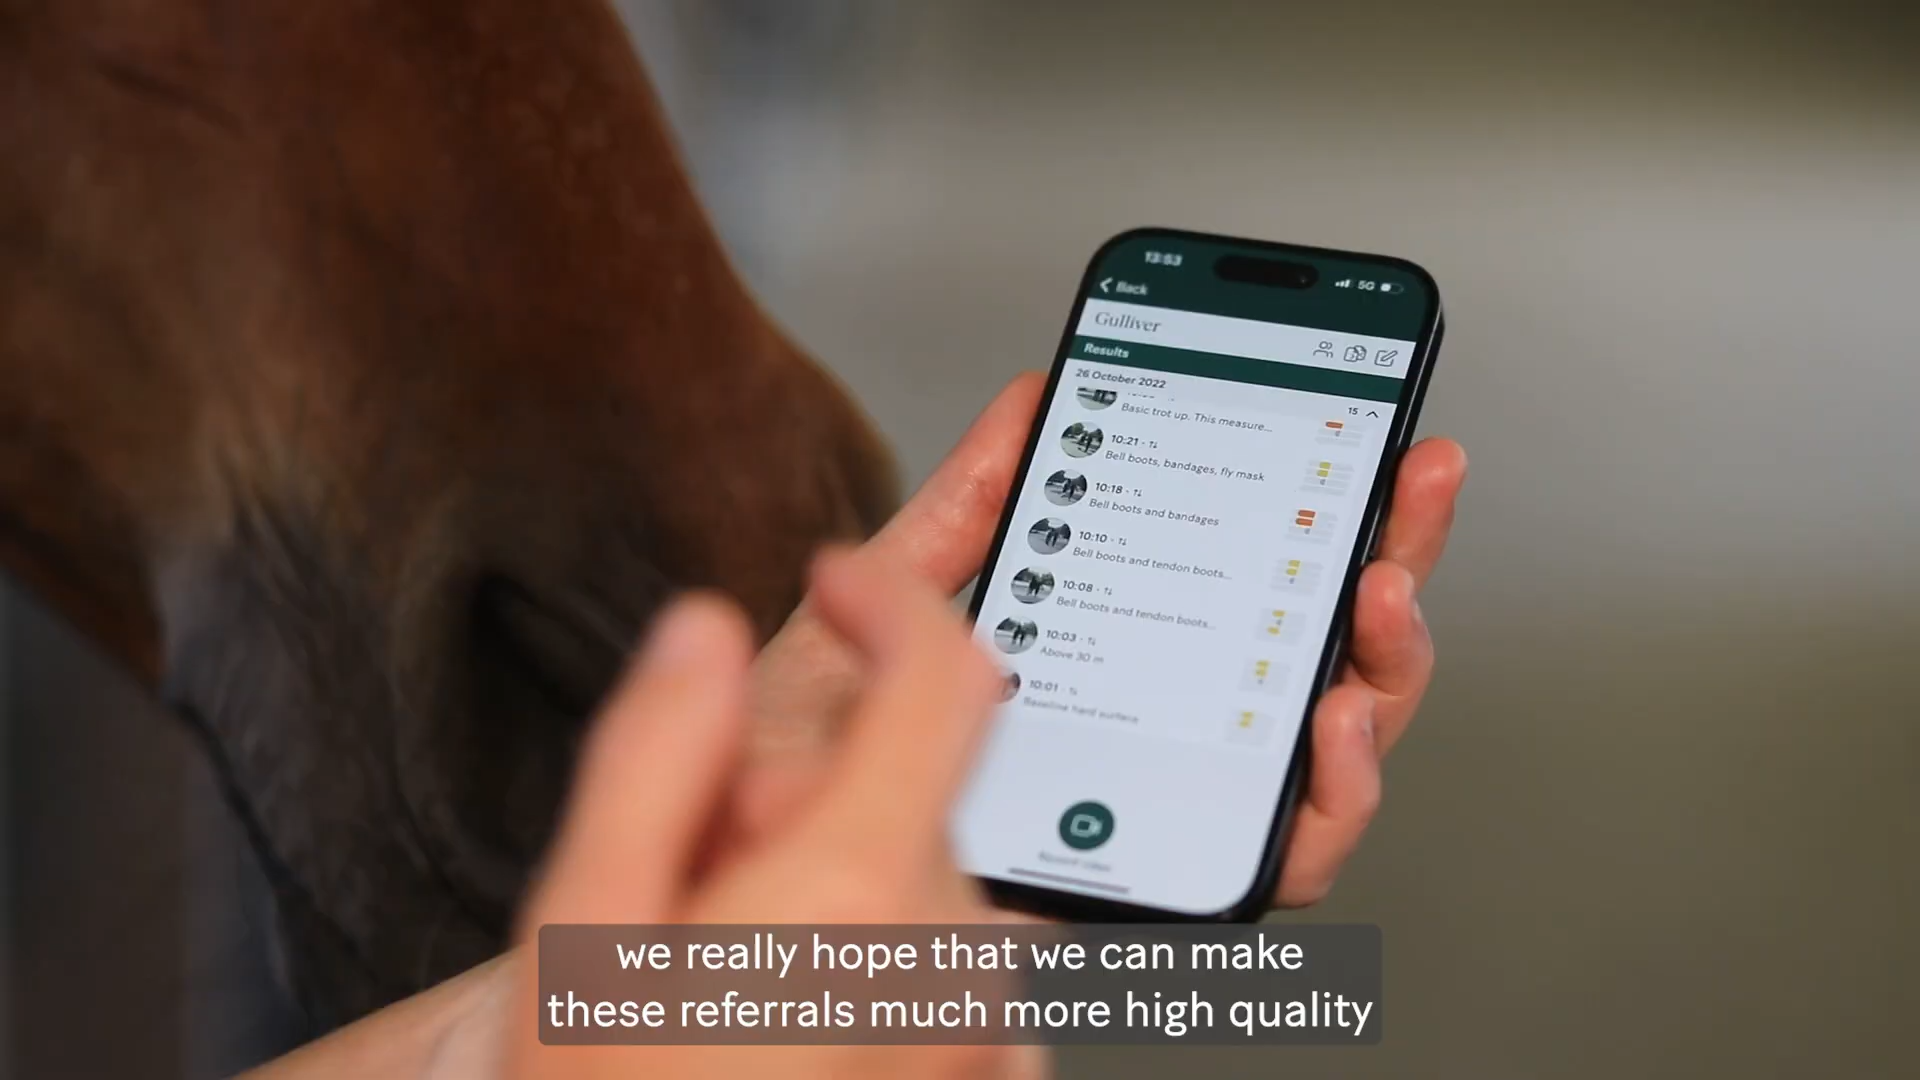 13:53
5G
Back
Gulliver
Results
26 October 2022
15
Basic trot up. This measure...
10:21 ·
Bell boots, bandages, fly mask
10:18 ·
Bell boots and bandages
10:10 ·
Bell boots and tendon boots...
10:08 ·
Bell boots and tendon boots...
10:03 ·
Above 30 m
10:01 ·
Baseline hard surface
we really hope that we can make
these referrals much more high quality